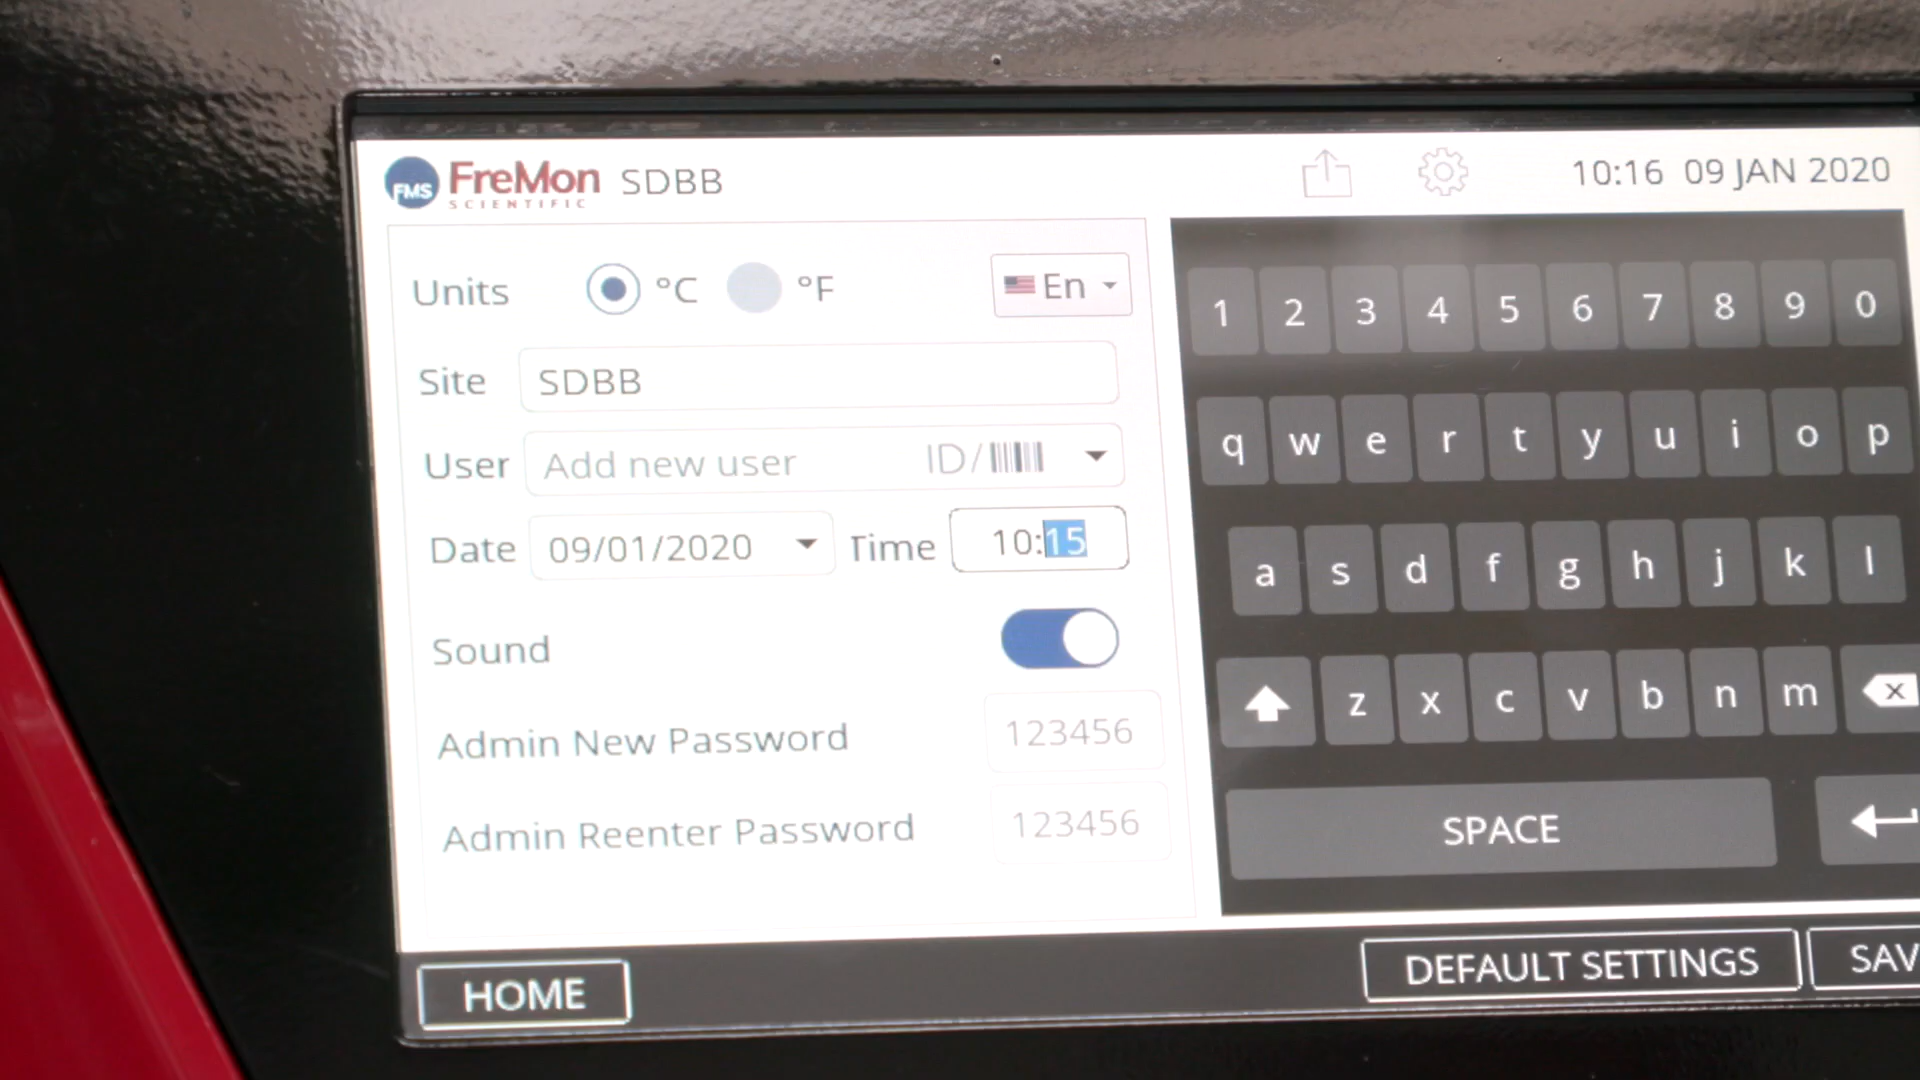 FMS FreMon SCIENTIFIC SDBB 10:16 09 JAN 2020
Units °C °F En
Site SDBB
User Add new user ID/
Date 09/01/2020 Time 10:15
Sound
Admin New Password 123456
Admin Reenter Password 123456
1 2 3 4 5 6 7 8 9 0
q w e r t y u i o p
a s d f g h j k l
z x c v b n m
SPACE
HOME DEFAULT SETTINGS SAV